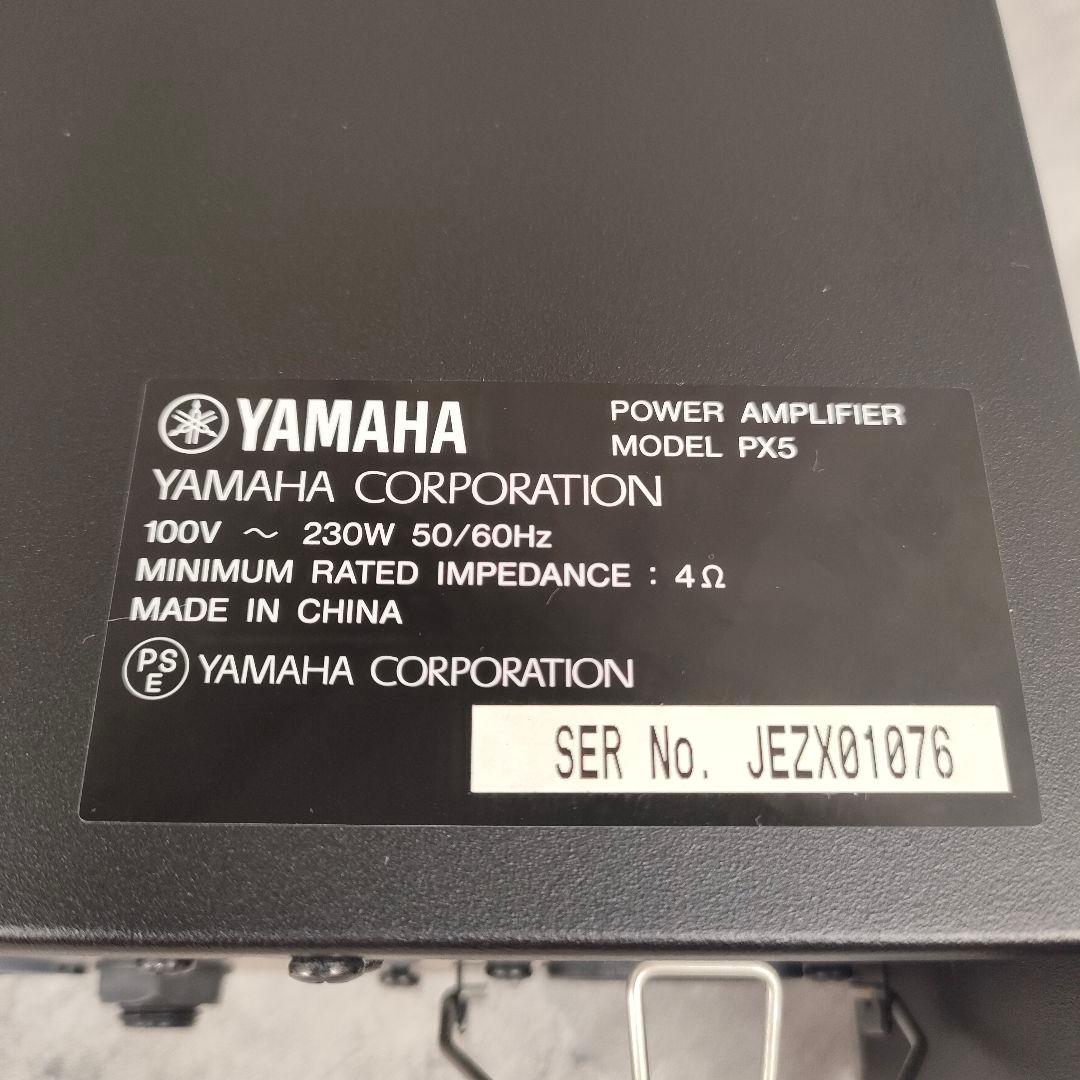 YAMAHA
POWER AMPLIFIER
MODEL PX5
YAMAHA CORPORATION
100V ～ 230W 50/60Hz
MINIMUM RATED IMPEDANCE : 4Ω
MADE IN CHINA
PSE YAMAHA CORPORATION
SER No. JEZX01076